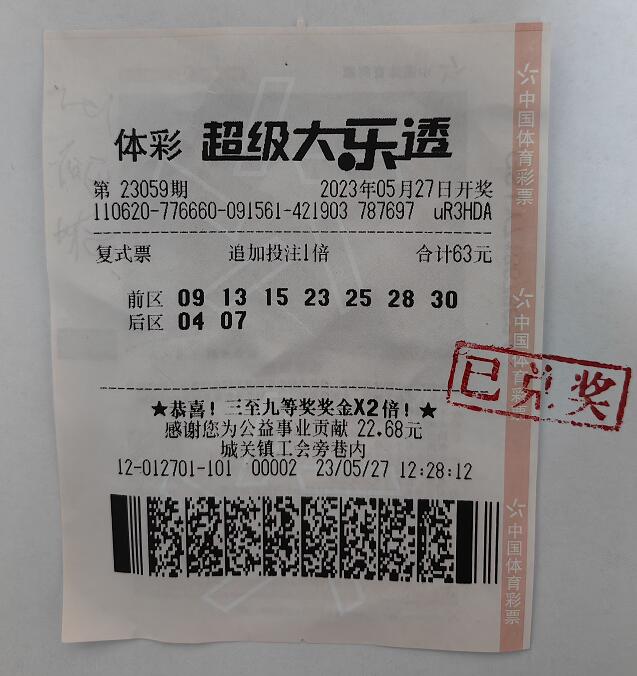 体彩 超级大乐透
第 23059期 2023年05月27日开奖
110620-776660-091561-421903 787697 uR3HDA
复式票 追加投注1倍 合计63元
前区 09 13 15 23 25 28 30
后区 04 07
★恭喜！三至九等奖奖金X2倍！★
感谢您为公益事业贡献 22.68元
城关镇工会旁巷内
12-012701-101 00002 23/05/27 12:28:12
中国体育彩票
中国体育彩票
中国体育彩票
已兑奖